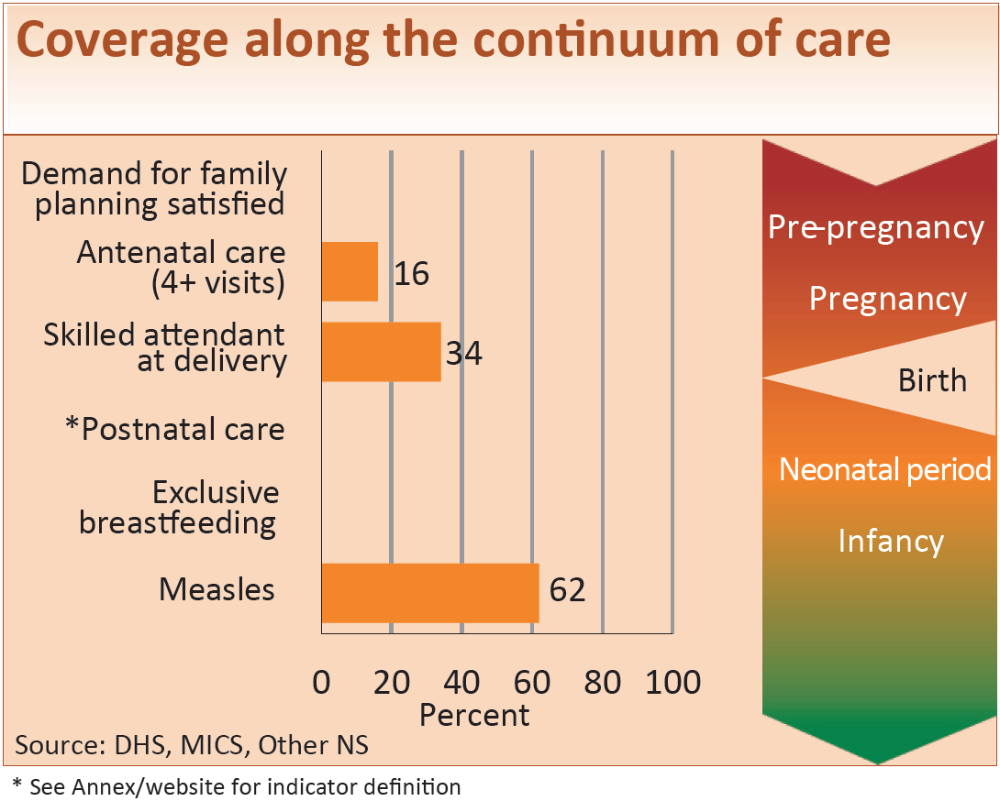 Coverage along the continuum of care
Demand for family
planning satisfied
Antenatal care
(4+ visits)
16
Skilled attendant
at delivery
34
*Postnatal care
Exclusive
breastfeeding
Measles
62
0 20 40 60 80 100
Percent
Pre-pregnancy
Pregnancy
Birth
Neonatal period
Infancy
Source: DHS, MICS, Other NS
* See Annex/website for indicator definition